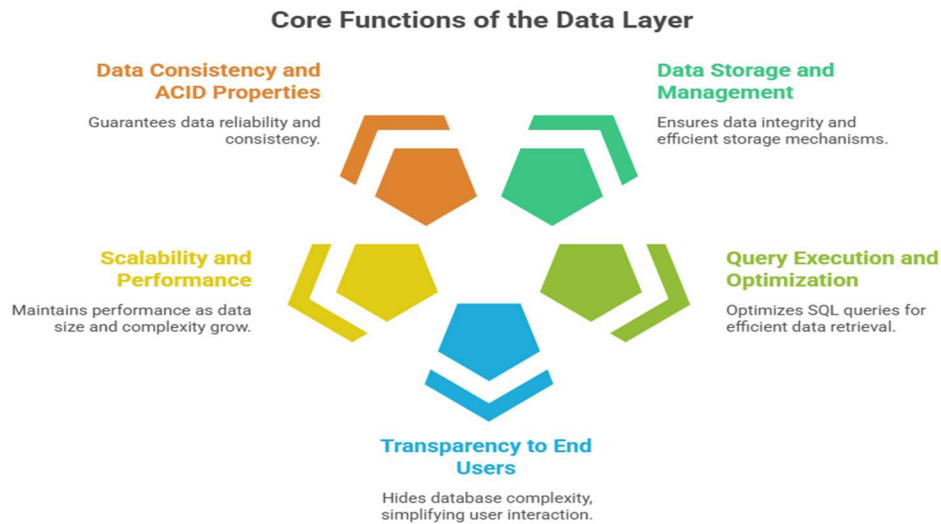 Core Functions of the Data Layer
Data Consistency and
ACID Properties
Guarantees data reliability and
consistency.
Data Storage and
Management
Ensures data integrity and
efficient storage mechanisms.
Scalability and
Performance
Maintains performance as data
size and complexity grow.
Query Execution and
Optimization
Optimizes SQL queries for
efficient data retrieval.
Transparency to End
Users
Hides database complexity,
simplifying user interaction.